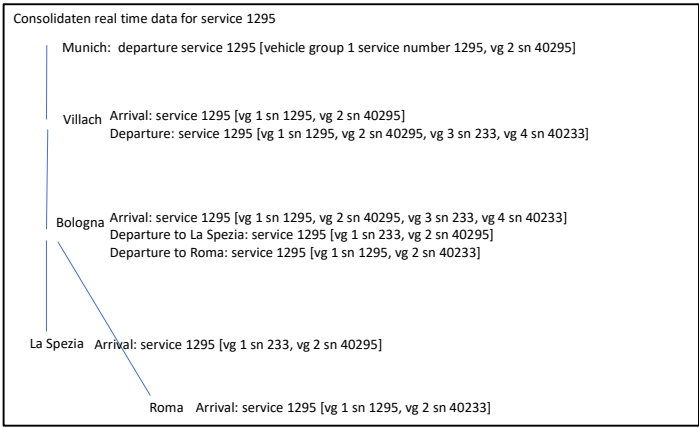 Consolidaten real time data for service 1295
Munich: departure service 1295 [vehicle group 1 service number 1295, vg 2 sn 40295]
Villach Arrival: service 1295 [vg 1 sn 1295, vg 2 sn 40295]
Departure: service 1295 [vg 1 sn 1295, vg 2 sn 40295, vg 3 sn 233, vg 4 sn 40233]
Bologna Arrival: service 1295 [vg 1 sn 1295, vg 2 sn 40295, vg 3 sn 233, vg 4 sn 40233]
Departure to La Spezia: service 1295 [vg 1 sn 233, vg 2 sn 40295]
Departure to Roma: service 1295 [vg 1 sn 1295, vg 2 sn 40233]
La Spezia Arrival: service 1295 [vg 1 sn 233, vg 2 sn 40295]
Roma Arrival: service 1295 [vg 1 sn 1295, vg 2 sn 40233]